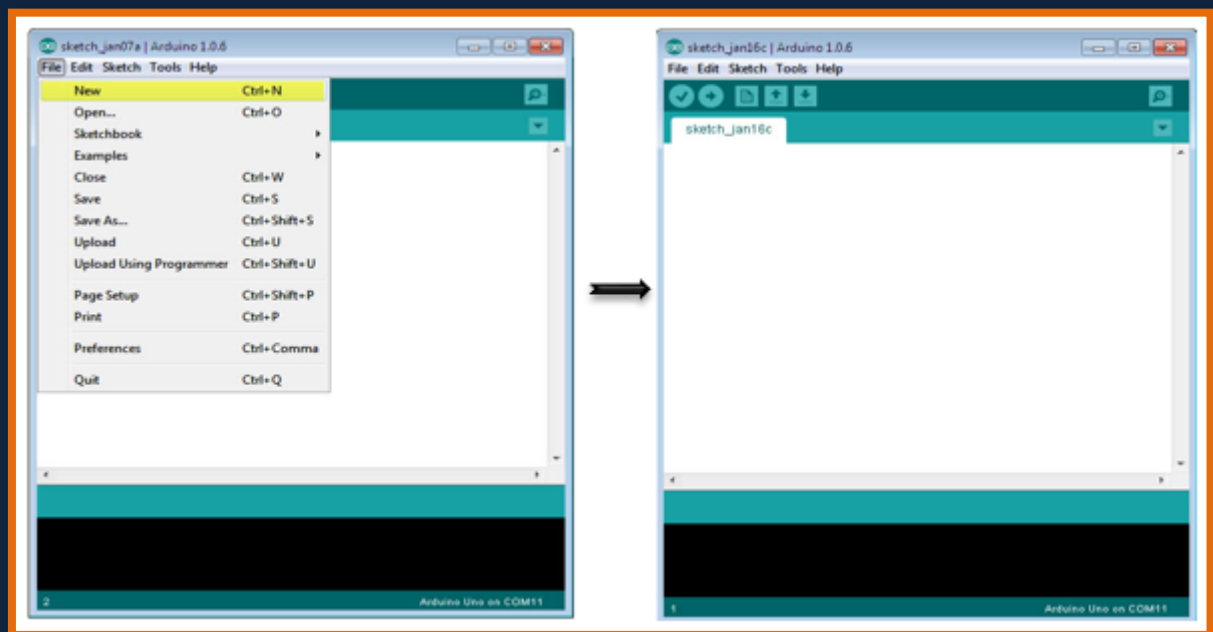 sketch_jan07a | Arduino 1.0.6
File Edit Sketch Tools Help
New Ctrl+N
Open... Ctrl+O
Sketchbook
Examples
Close Ctrl+W
Save Ctrl+S
Save As... Ctrl+Shift+S
Upload Ctrl+U
Upload Using Programmer Ctrl+Shift+U
Page Setup Ctrl+Shift+P
Print Ctrl+P
Preferences Ctrl+Comma
Quit Ctrl+Q
2 Arduino Uno on COM11
sketch_jan16c | Arduino 1.0.6
File Edit Sketch Tools Help
sketch_jan16c
1 Arduino Uno on COM11